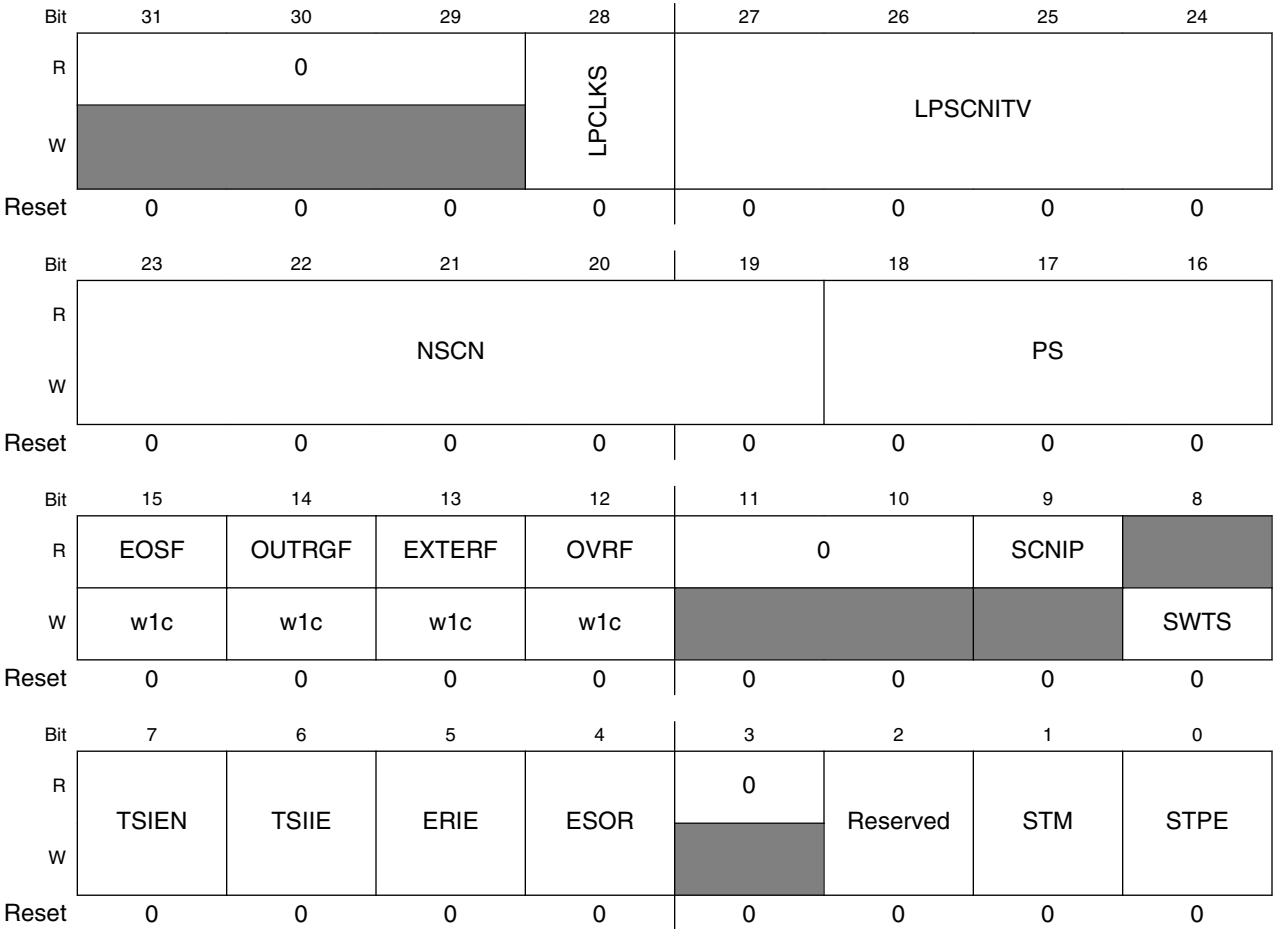 Bit 31 30 29 28 27 26 25 24
R 0 LPCLKS LPSCNITV
W
Reset 0 0 0 0 0 0 0 0
Bit 23 22 21 20 19 18 17 16
R
NSCN PS
W
Reset 0 0 0 0 0 0 0 0
Bit 15 14 13 12 11 10 9 8
R EOSF OUTRGF EXTERF OVRF 0 SCNIP
W w1c w1c w1c w1c SWTS
Reset 0 0 0 0 0 0 0 0
Bit 7 6 5 4 3 2 1 0
R 0
TSIEN TSIIE ERIE ESOR Reserved STM STPE
W
Reset 0 0 0 0 0 0 0 0